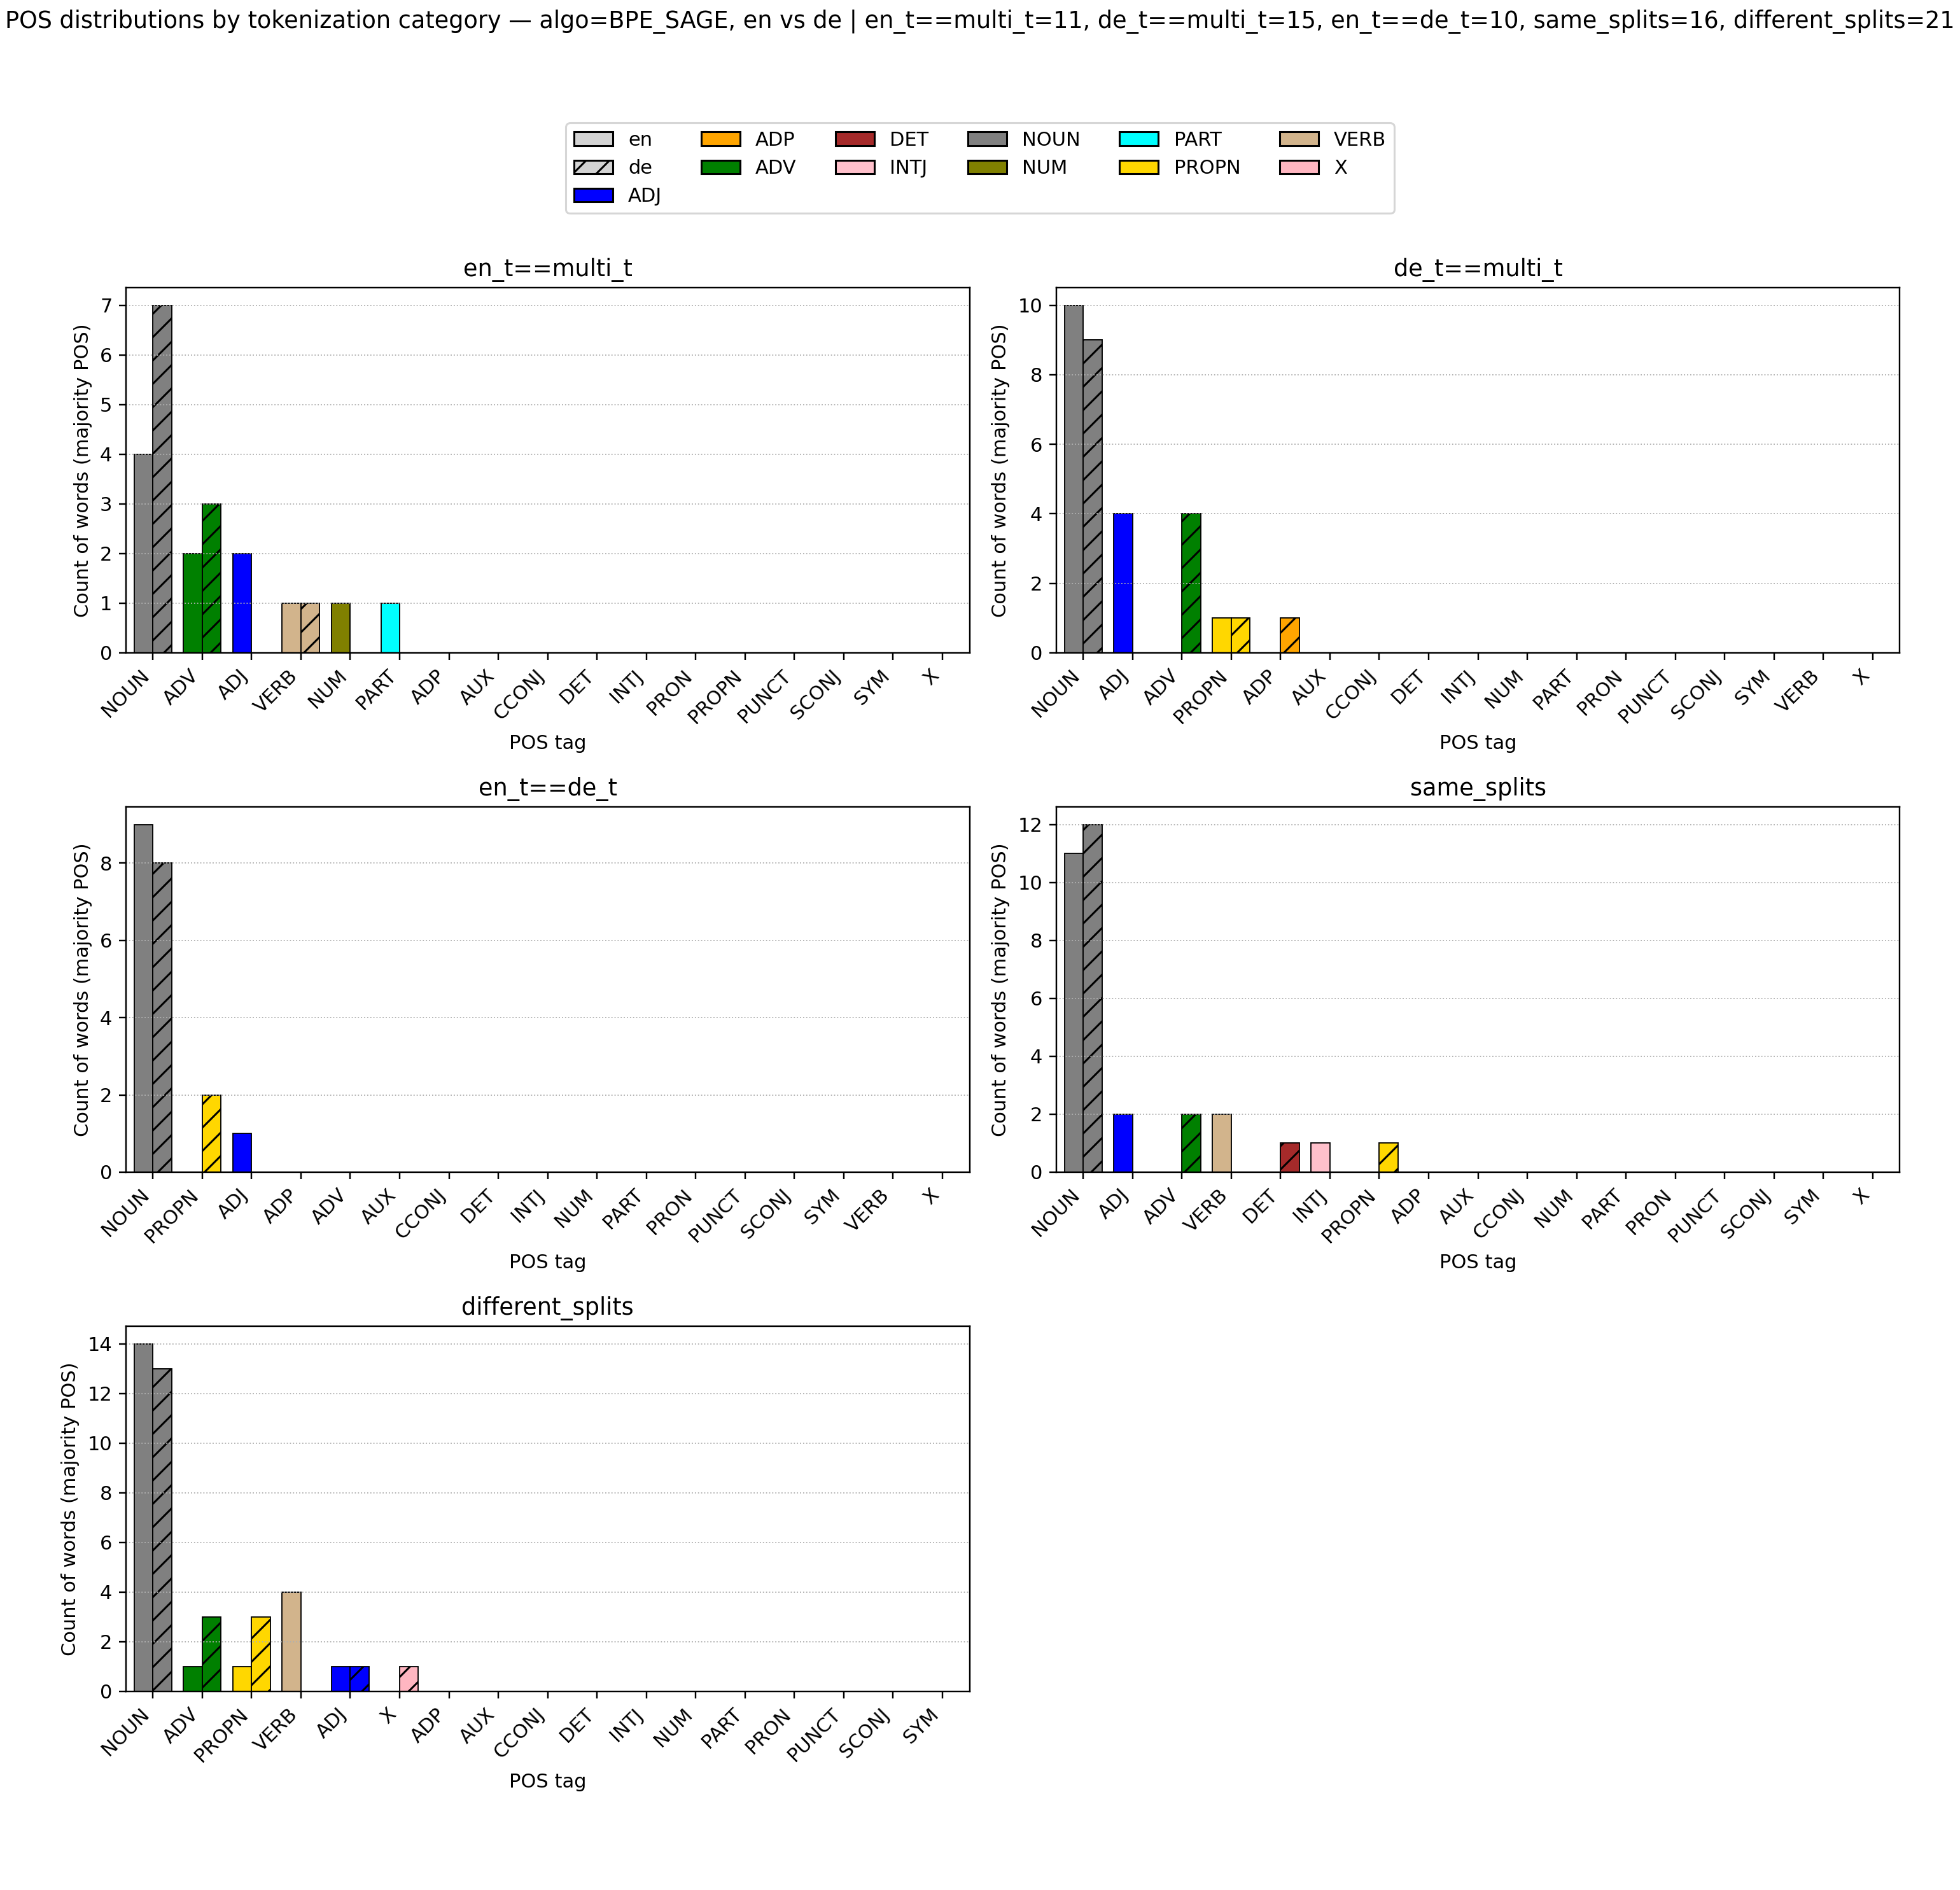 POS distributions by tokenization category — algo=BPE_SAGE, en vs de | en_t==multi_t=11, de_t==multi_t=15, en_t==de_t=10, same_splits=16, different_splits=21
en ADP DET NOUN PART VERB
de ADV INTJ NUM PROPN X
ADJ
en_t==multi_t
Count of words (majority POS)
7
6
5
4
3
2
1
0
NOUN ADV ADJ VERB NUM PART ADP AUX CCONJ DET INTJ PRON PROPN PUNCT SCONJ SYM X
POS tag
de_t==multi_t
Count of words (majority POS)
10
8
6
4
2
0
NOUN ADJ ADV PROPN ADP AUX CCONJ DET INTJ NUM PART PRON PUNCT SCONJ SYM VERB X
POS tag
en_t==de_t
Count of words (majority POS)
8
6
4
2
0
NOUN PROPN ADJ ADP ADV AUX CCONJ DET INTJ NUM PART PRON PUNCT SCONJ SYM VERB X
POS tag
same_splits
Count of words (majority POS)
12
10
8
6
4
2
0
NOUN ADJ ADV VERB DET INTJ PROPN ADP AUX CCONJ NUM PART PRON PUNCT SCONJ SYM X
POS tag
different_splits
Count of words (majority POS)
14
12
10
8
6
4
2
0
NOUN ADV PROPN VERB ADJ X ADP AUX CCONJ DET INTJ NUM PART PRON PUNCT SCONJ SYM
POS tag